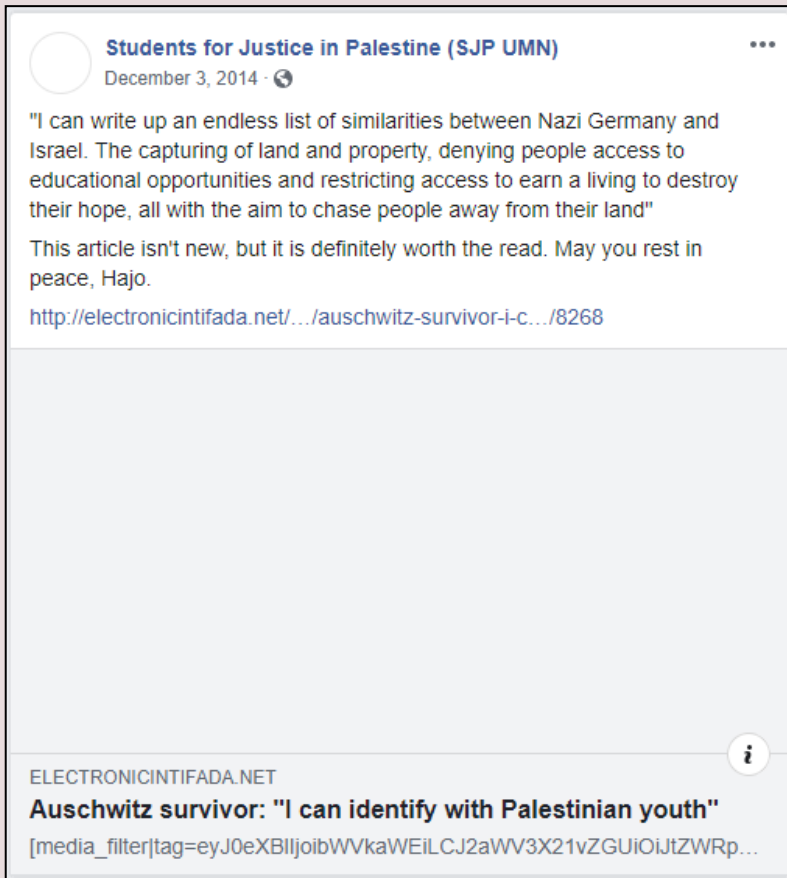 Students for Justice in Palestine (SJP UMN)
December 3, 2014 ·
"I can write up an endless list of similarities between Nazi Germany and
Israel. The capturing of land and property, denying people access to
educational opportunities and restricting access to earn a living to destroy
their hope, all with the aim to chase people away from their land"
This article isn't new, but it is definitely worth the read. May you rest in
peace, Hajo.
http://electronicintifada.net/…/auschwitz-survivor-i-c…/8268
i
ELECTRONICINTIFADA.NET
Auschwitz survivor: "I can identify with Palestinian youth"
[media_filter|tag=eyJ0eXBlIjoibWVkaWEiLCJ2aWV3X21vZGUiOiJtZWRp...